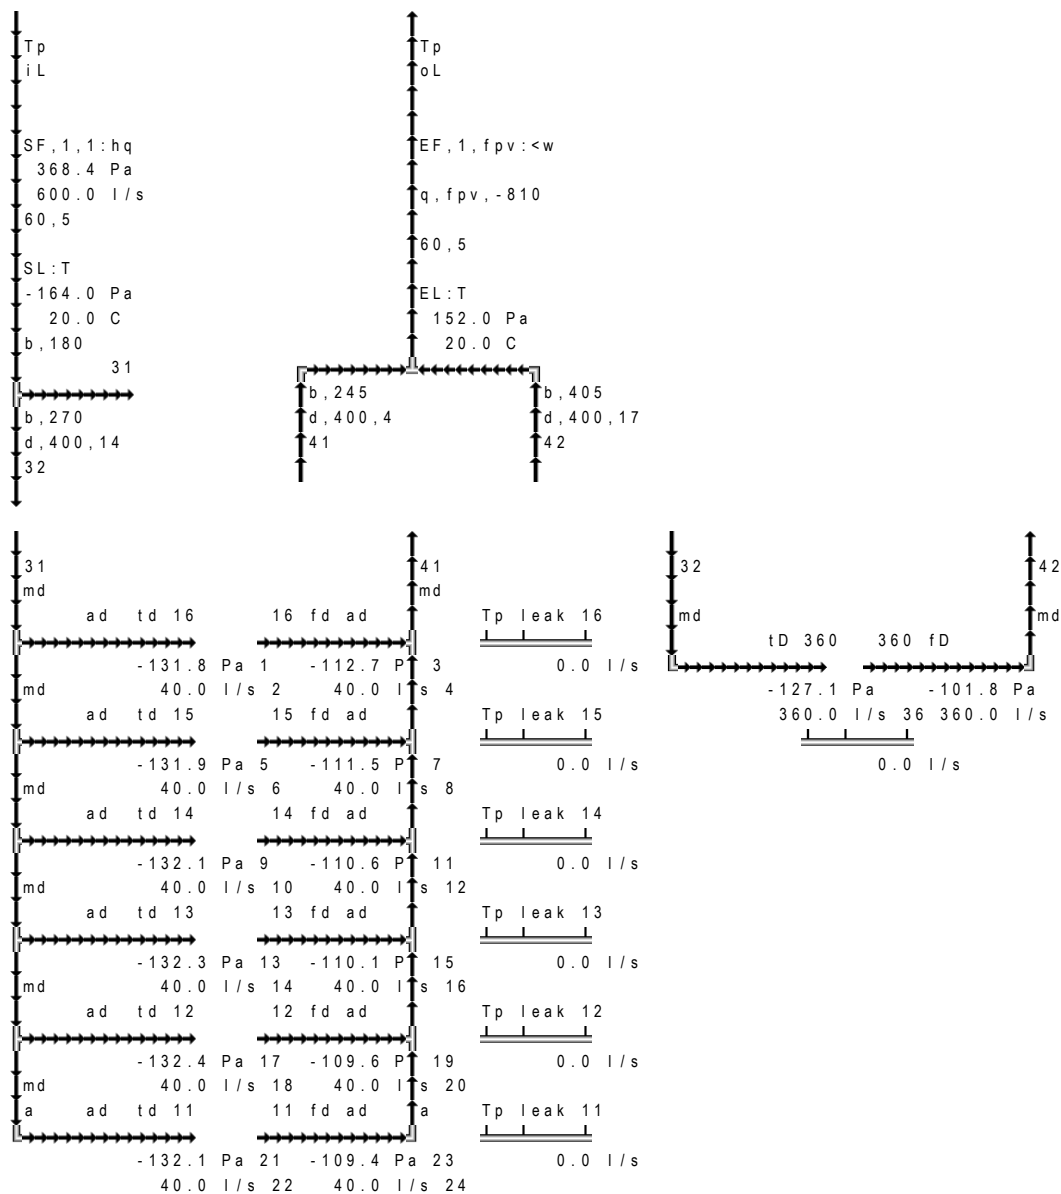 Tp Tp
iL oL
SF,1,1:hq EF,1,fpv:<w
368.4 Pa
600.0 l/s q,fpv,-810
60,5
60,5
SL:T
-164.0 Pa EL:T
20.0 C 152.0 Pa
b,180 20.0 C
31
b,270 b,245 b,405
d,400,14 d,400,4 d,400,17
32 41 42
31 41 32 42
md md
ad td 16 16 fd ad Tp leak 16 md md
tD 360 360 fD
-131.8 Pa 1 -112.7 P 3 0.0 l/s
md 40.0 l/s 2 40.0 l s 4 -127.1 Pa -101.8 Pa
ad td 15 15 fd ad Tp leak 15 360.0 l/s 36 360.0 l/s
-131.9 Pa 5 -111.5 P 7 0.0 l/s 0.0 l/s
md 40.0 l/s 6 40.0 l s 8
ad td 14 14 fd ad Tp leak 14
-132.1 Pa 9 -110.6 P 11 0.0 l/s
md 40.0 l/s 10 40.0 l s 12
ad td 13 13 fd ad Tp leak 13
-132.3 Pa 13 -110.1 P 15 0.0 l/s
md 40.0 l/s 14 40.0 l s 16
ad td 12 12 fd ad Tp leak 12
-132.4 Pa 17 -109.6 P 19 0.0 l/s
md 40.0 l/s 18 40.0 l s 20
a ad td 11 11 fd ad a Tp leak 11
-132.1 Pa 21 -109.4 Pa 23 0.0 l/s
40.0 l/s 22 40.0 l/s 24